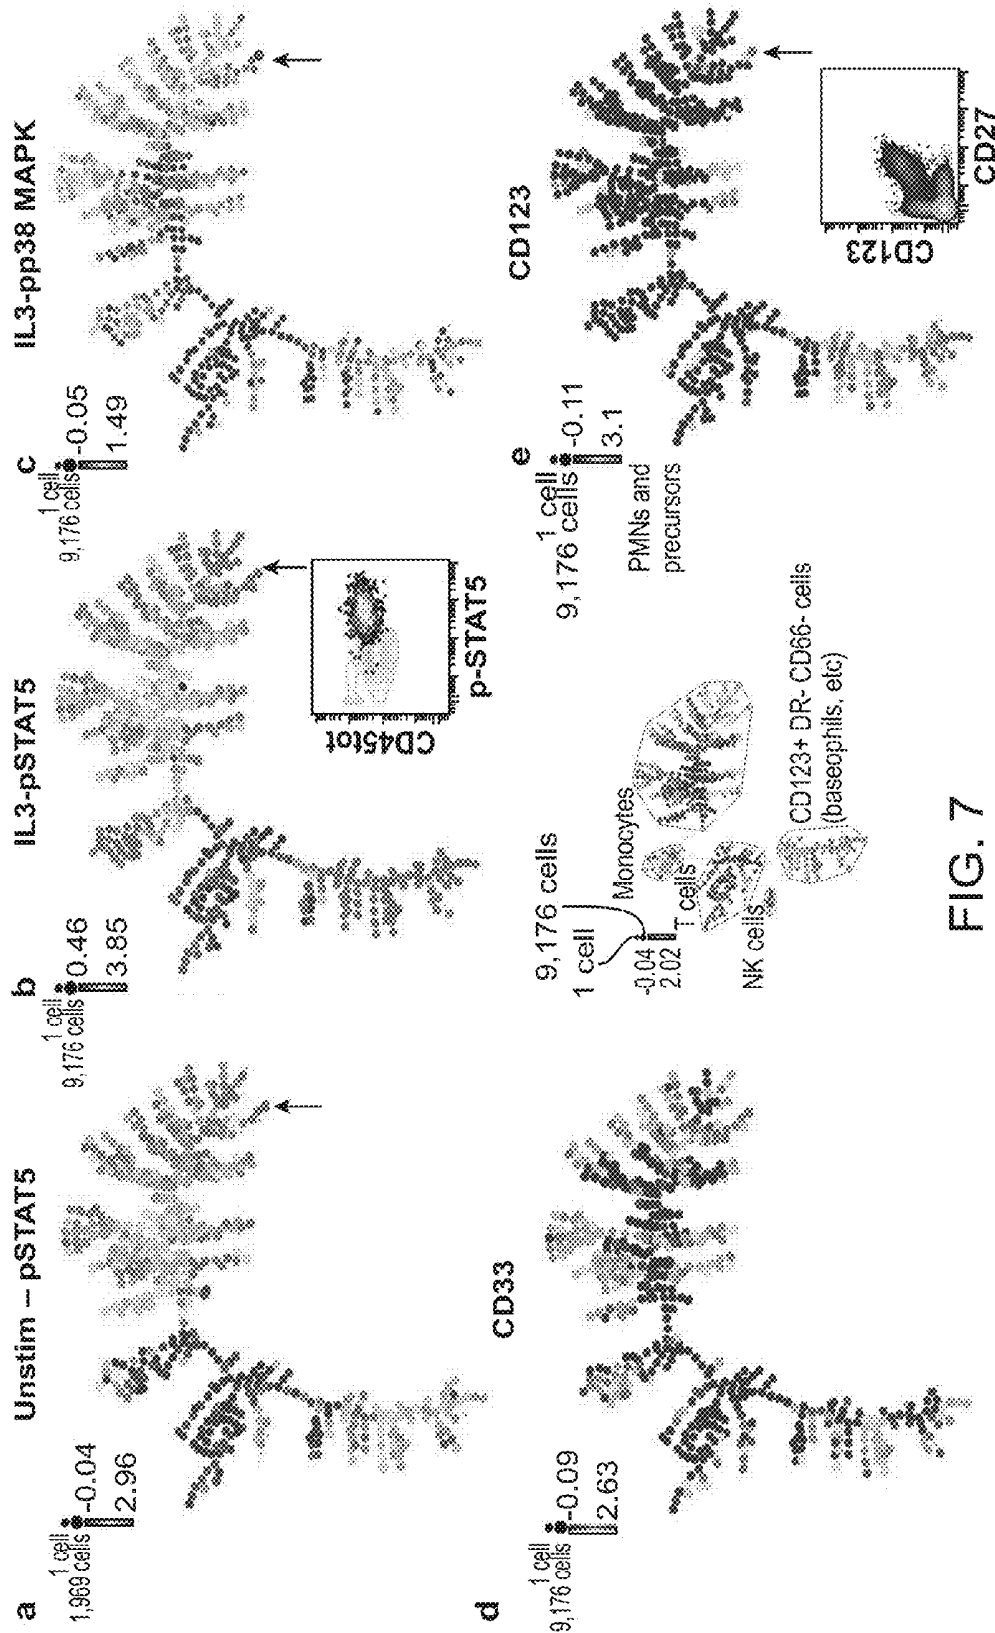 a
Unstim – pSTAT5
1 cell
1,969 cells
-0.04
2.96
b
IL3-pSTAT5
1 cell
9,176 cells
0.46
3.85
CD45tot
p-STAT5
c
IL3-pp38 MAPK
1 cell
9,176 cells
-0.05
1.49
d
CD33
1 cell
9,176 cells
-0.09
2.63
9,176 cells
1 cell
-0.04
2.02
Monocytes
T cells
NK cells
CD123+ DR- CD66- cells
(baseophils, etc)
PMNs and
precursors
e
CD123
1 cell
9,176 cells
-0.11
3.1
CD123
CD27
FIG. 7